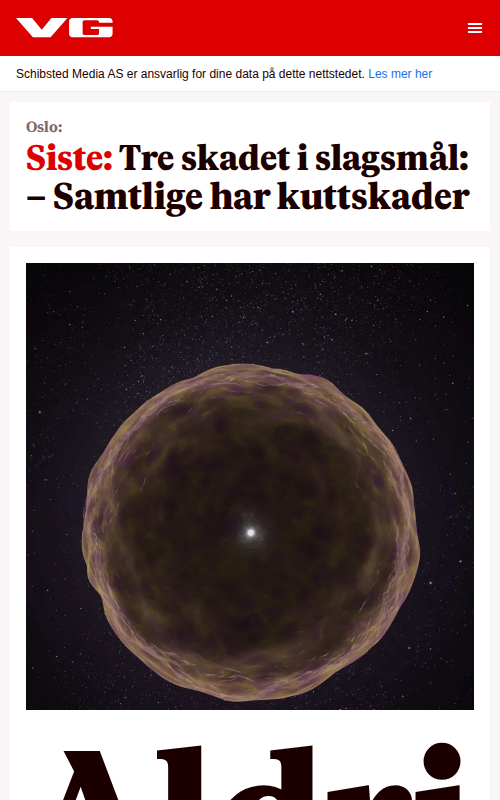 VG
Schibsted Media AS er ansvarlig for dine data på dette nettstedet. Les mer her
Oslo:
Siste: Tre skadet i slagsmål:
– Samtlige har kuttskader
Aldri